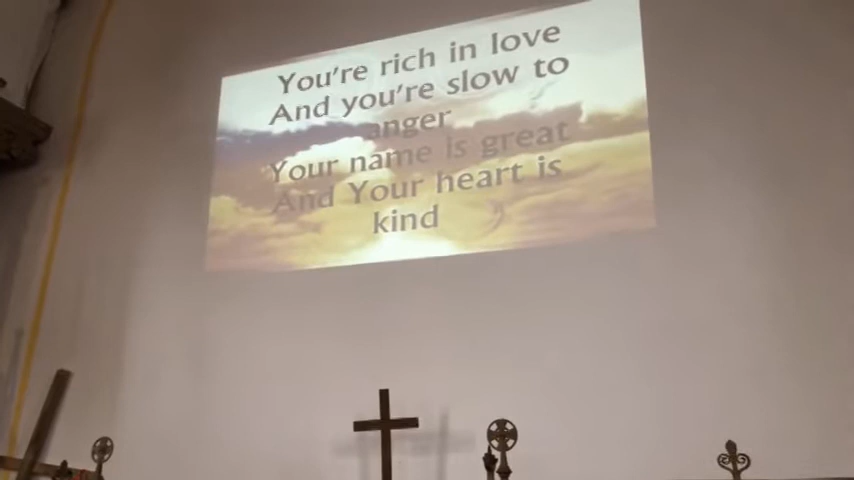 You're rich in love
And you're slow to
anger
Your name is great
And Your heart is
kind